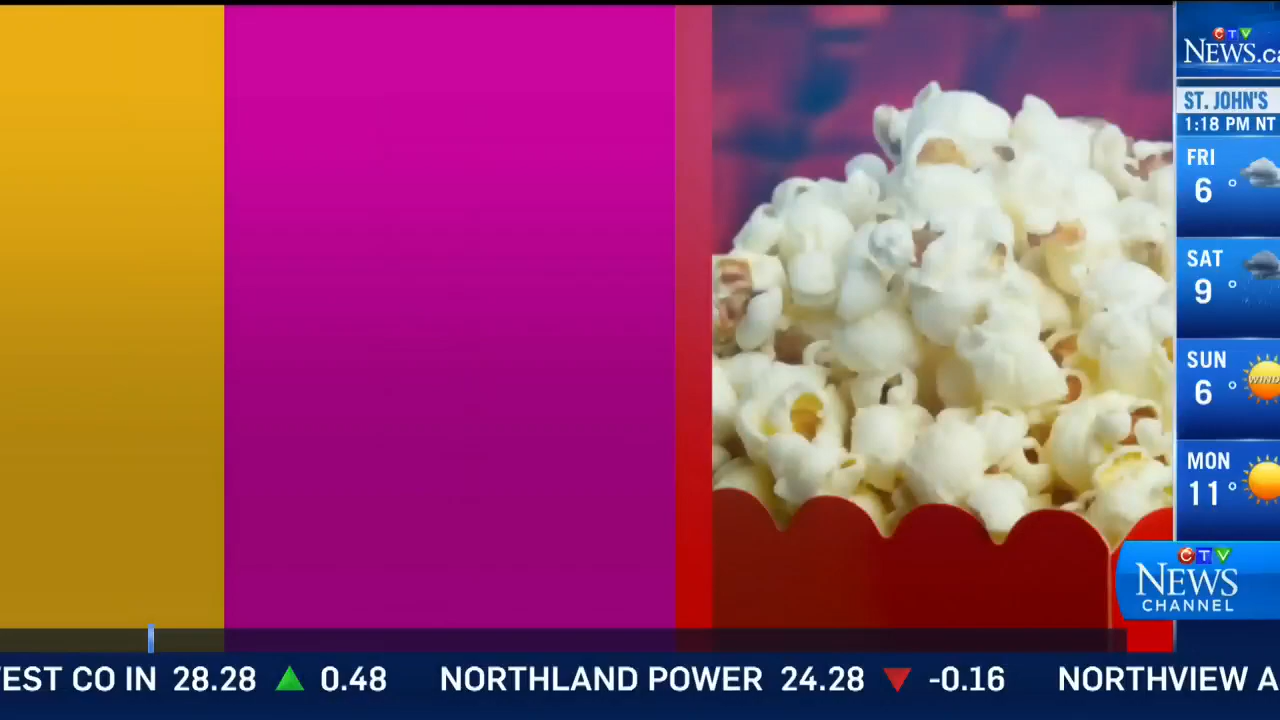 CTV
NEWS.ca
ST. JOHN'S
1:18 PM NT
FRI
6°
SAT
9°
SUN
6°
WIND
MON
11°
CTV
NEWS
CHANNEL
VEST CO IN 28.28 ▲ 0.48 NORTHLAND POWER 24.28 ▼ -0.16 NORTHVIEW A